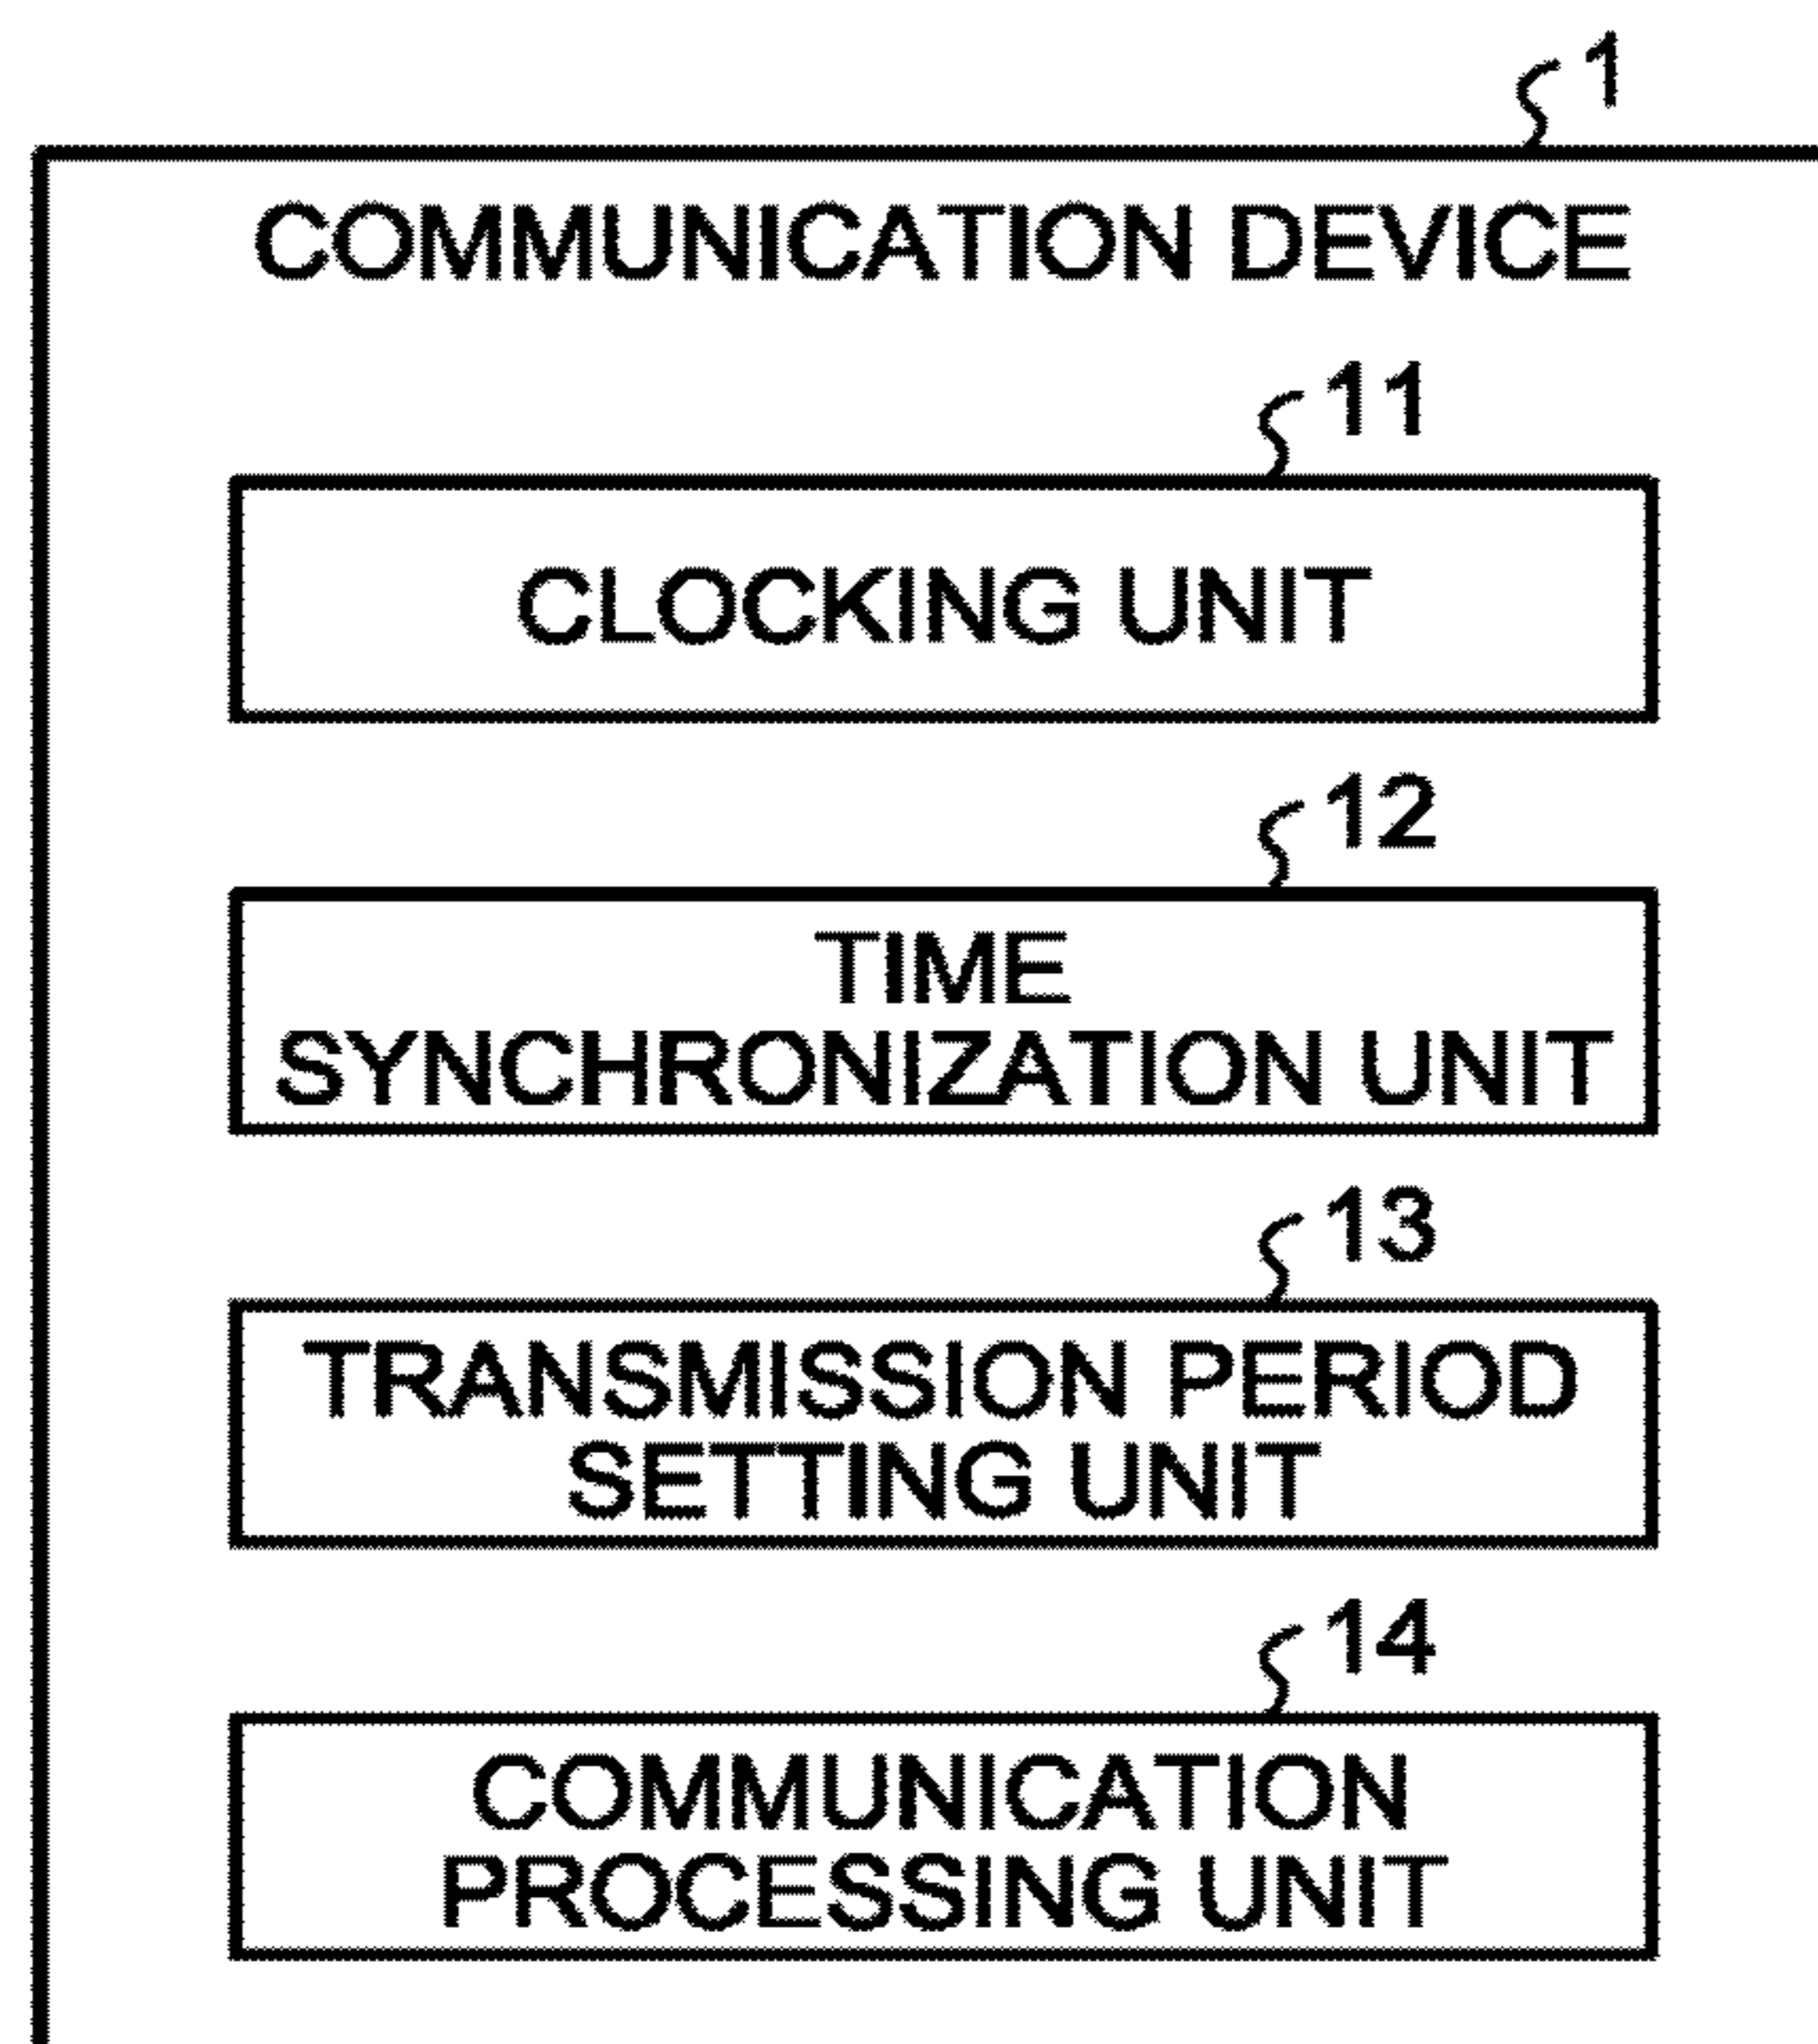 1
COMMUNICATION DEVICE
11
CLOCKING UNIT
12
TIME
SYNCHRONIZATION UNIT
13
TRANSMISSION PERIOD
SETTING UNIT
14
COMMUNICATION
PROCESSING UNIT